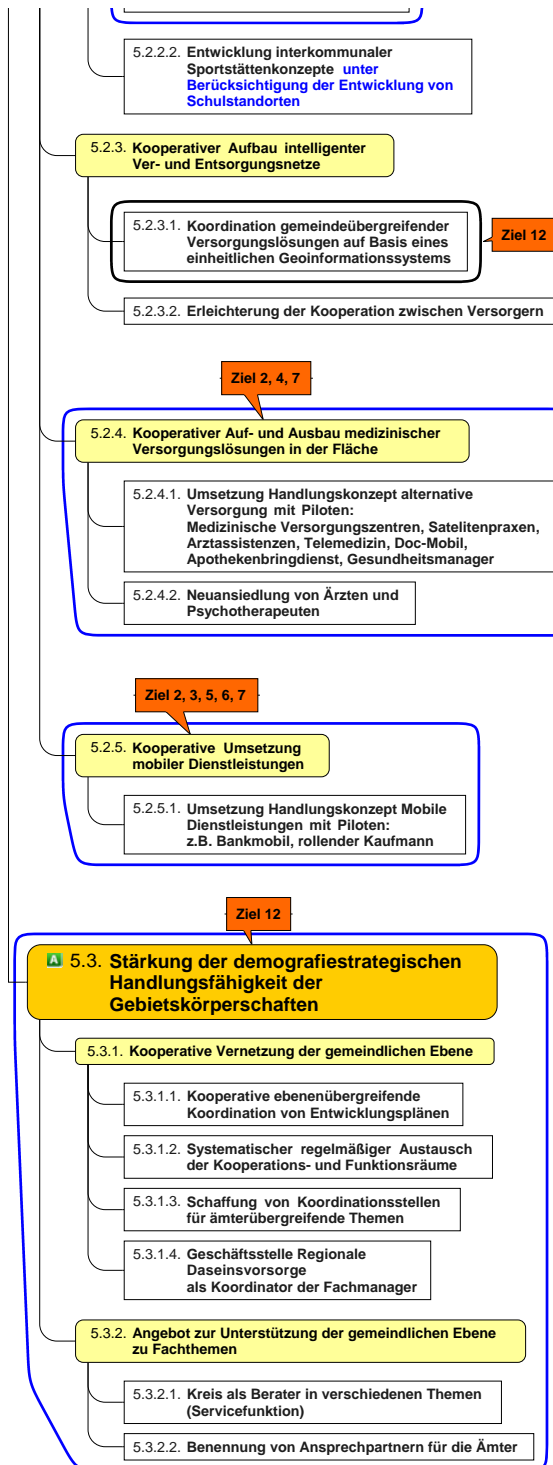 5.2.2.2. Entwicklung interkommunaler
Sportstättenkonzepte unter
Berücksichtigung der Entwicklung von
Schulstandorten
5.2.3. Kooperativer Aufbau intelligenter
Ver- und Entsorgungsnetze
5.2.3.1. Koordination gemeindeübergreifender
Versorgungslösungen auf Basis eines
einheitlichen Geoinformationssystems
Ziel 12
5.2.3.2. Erleichterung der Kooperation zwischen Versorgern
Ziel 2, 4, 7
5.2.4. Kooperativer Auf- und Ausbau medizinischer
Versorgungslösungen in der Fläche
5.2.4.1. Umsetzung Handlungskonzept alternative
Versorgung mit Piloten:
Medizinische Versorgungszentren, Satelitenpraxen,
Arztassistenzen, Telemedizin, Doc-Mobil,
Apothekenbringdienst, Gesundheitsmanager
5.2.4.2. Neuansiedlung von Ärzten und
Psychotherapeuten
Ziel 2, 3, 5, 6, 7
5.2.5. Kooperative Umsetzung
mobiler Dienstleistungen
5.2.5.1. Umsetzung Handlungskonzept Mobile
Dienstleistungen mit Piloten:
z.B. Bankmobil, rollender Kaufmann
Ziel 12
A 5.3. Stärkung der demografiestrategischen
Handlungsfähigkeit der
Gebietskörperschaften
5.3.1. Kooperative Vernetzung der gemeindlichen Ebene
5.3.1.1. Kooperative ebenenübergreifende
Koordination von Entwicklungsplänen
5.3.1.2. Systematischer regelmäßiger Austausch
der Kooperations- und Funktionsräume
5.3.1.3. Schaffung von Koordinationsstellen
für ämterübergreifende Themen
5.3.1.4. Geschäftsstelle Regionale
Daseinsvorsorge
als Koordinator der Fachmanager
5.3.2. Angebot zur Unterstützung der gemeindlichen Ebene
zu Fachthemen
5.3.2.1. Kreis als Berater in verschiedenen Themen
(Servicefunktion)
5.3.2.2. Benennung von Ansprechpartnern für die Ämter